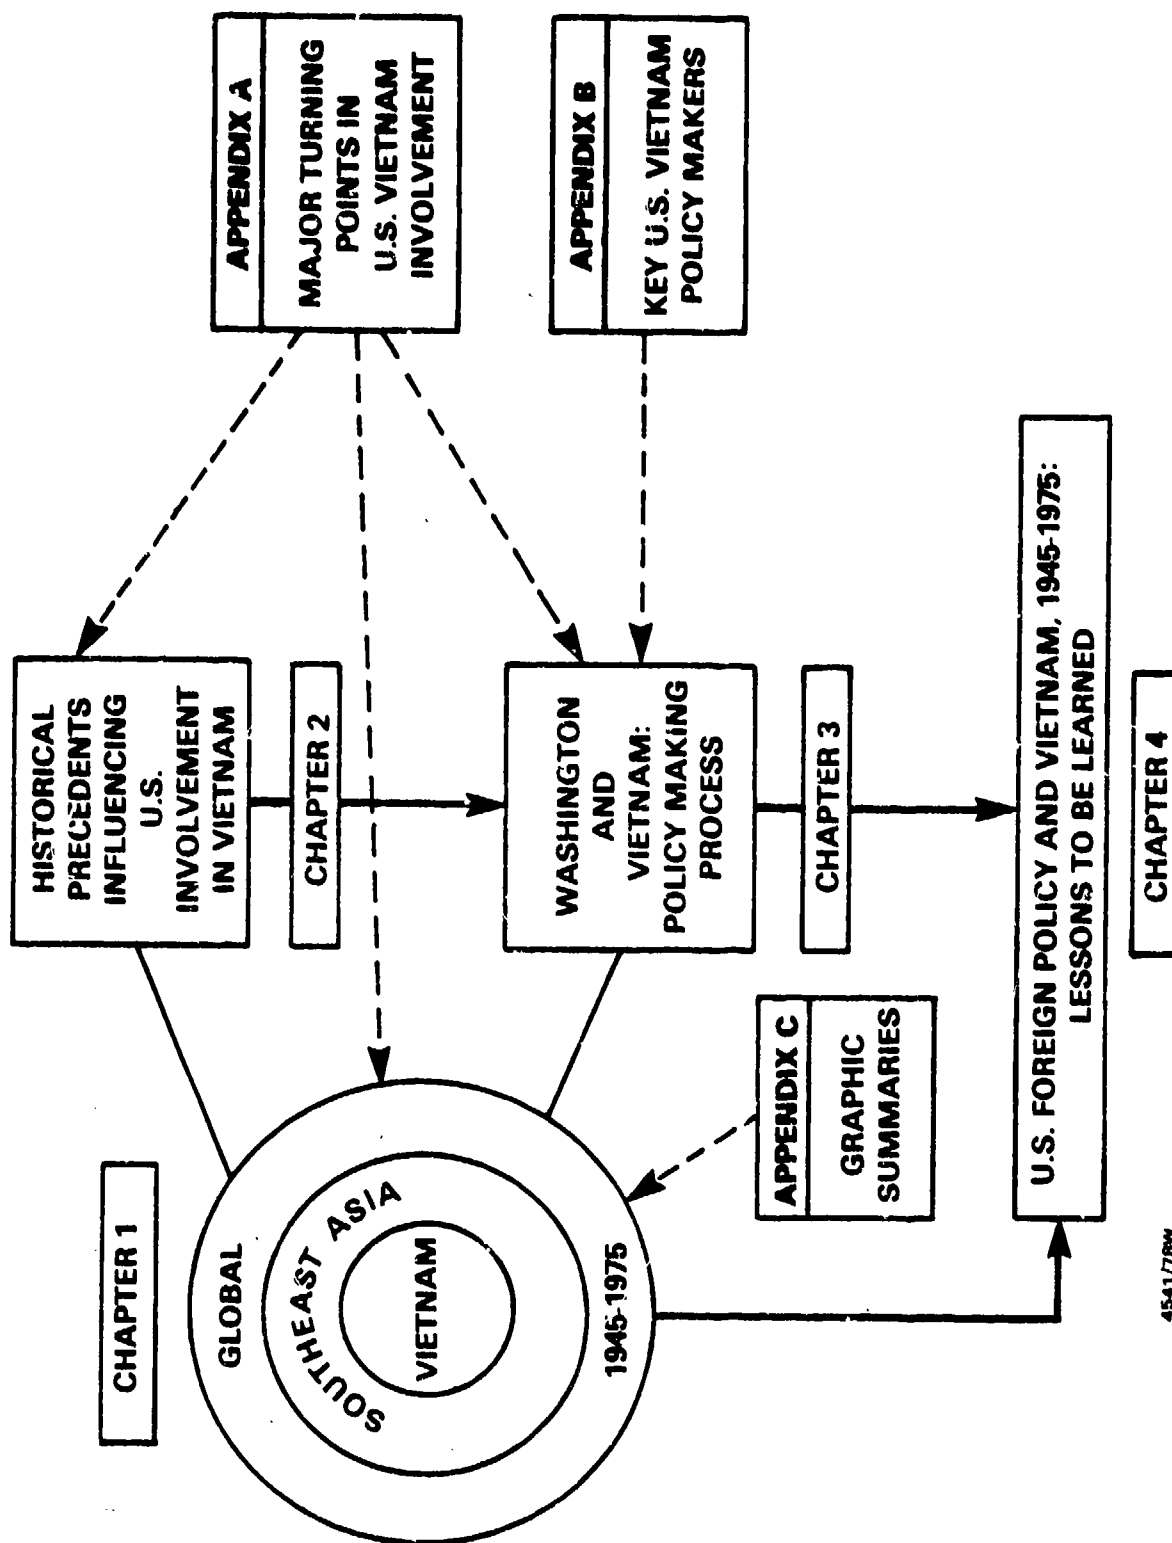 CHAPTER 1
GLOBAL
SOUTHEAST ASIA
VIETNAM
1945-1975
HISTORICAL
PRECEDENTS
INFLUENCING
U.S.
INVOLVEMENT
IN VIETNAM
CHAPTER 2
APPENDIX A
MAJOR TURNING
POINTS IN
U.S. VIETNAM
INVOLVEMENT
WASHINGTON
AND
VIETNAM:
POLICY MAKING
PROCESS
CHAPTER 3
APPENDIX B
KEY U.S. VIETNAM
POLICY MAKERS
APPENDIX C
GRAPHIC
SUMMARIES
U.S. FOREIGN POLICY AND VIETNAM, 1945-1975:
LESSONS TO BE LEARNED
CHAPTER 4
4541/78W